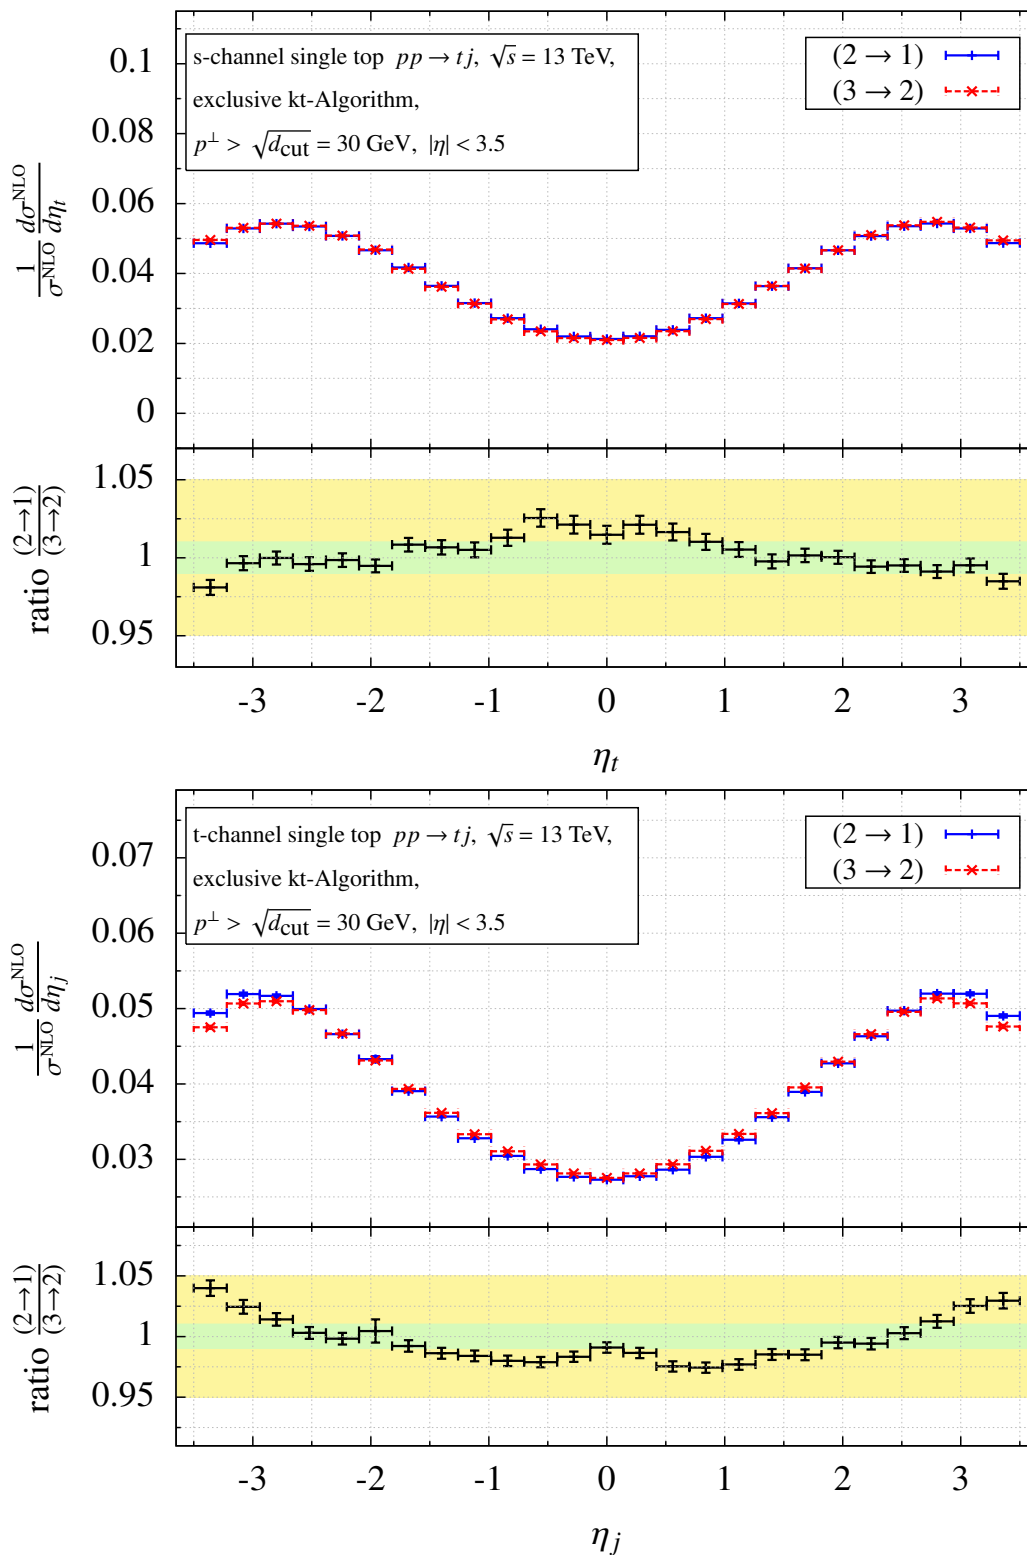 s-channel single top pp → tj, √s = 13 TeV,
exclusive kt-Algorithm,
p⊥ > √dcut = 30 GeV, |η| < 3.5
(2 → 1)
(3 → 2)
0.1
0.08
0.06
0.04
0.02
0
1/σNLO dσNLO/dηt
1.05
1
0.95
ratio (2→1)/(3→2)
-3 -2 -1 0 1 2 3
ηt
t-channel single top pp → tj, √s = 13 TeV,
exclusive kt-Algorithm,
p⊥ > √dcut = 30 GeV, |η| < 3.5
(2 → 1)
(3 → 2)
0.07
0.06
0.05
0.04
0.03
1/σNLO dσNLO/dηj
1.05
1
0.95
ratio (2→1)/(3→2)
-3 -2 -1 0 1 2 3
ηj